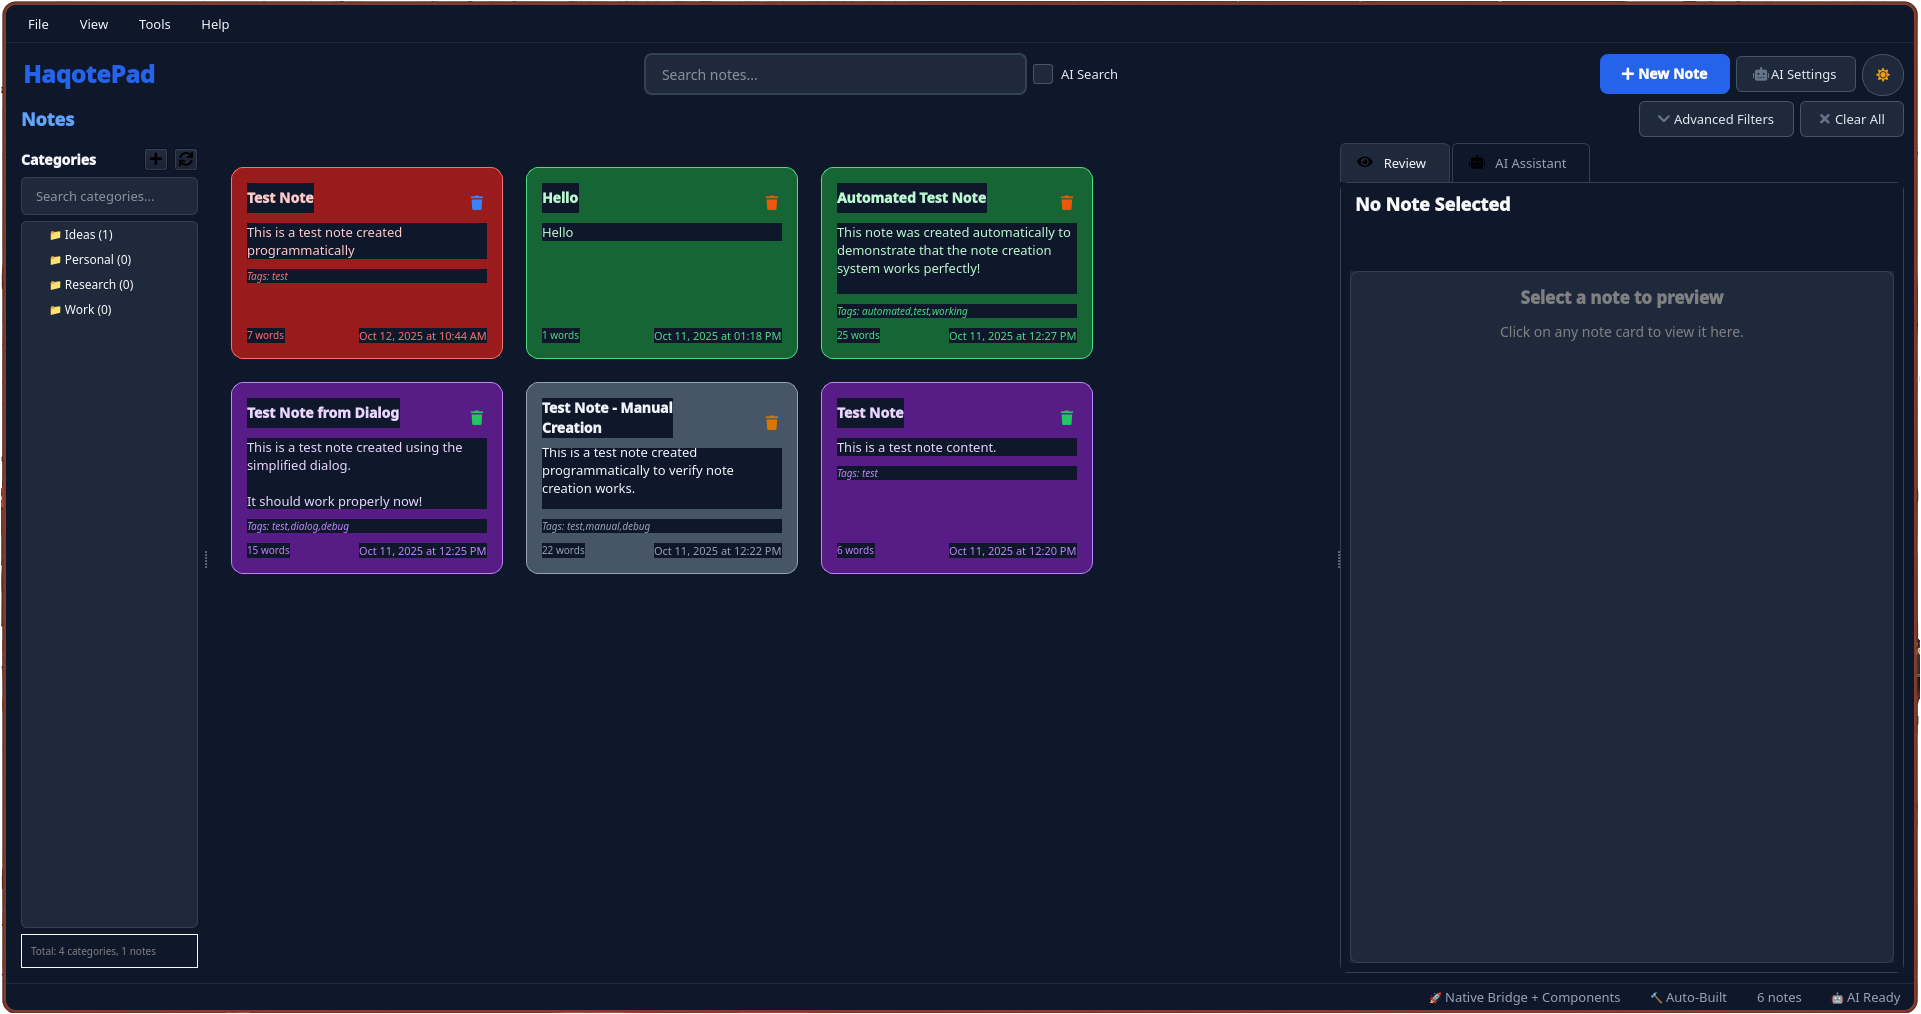 File View Tools Help
HaqotePad
Search notes...
AI Search
+ New Note
AI Settings
Notes
Advanced Filters
Clear All
Categories
Search categories...
Ideas (1)
Personal (0)
Research (0)
Work (0)
Total: 4 categories, 1 notes
Test Note
This is a test note created
programmatically
Tags: test
7 words
Oct 12, 2025 at 10:44 AM
Hello
Hello
1 words
Oct 11, 2025 at 01:18 PM
Automated Test Note
This note was created automatically to
demonstrate that the note creation
system works perfectly!
Tags: automated,test,working
25 words
Oct 11, 2025 at 12:27 PM
Test Note from Dialog
This is a test note created using the
simplified dialog.
It should work properly now!
Tags: test,dialog,debug
15 words
Oct 11, 2025 at 12:25 PM
Test Note - Manual
Creation
This is a test note created
programmatically to verify note
creation works.
Tags: test,manual,debug
22 words
Oct 11, 2025 at 12:22 PM
Test Note
This is a test note content.
Tags: test
6 words
Oct 11, 2025 at 12:20 PM
Review
AI Assistant
No Note Selected
Select a note to preview
Click on any note card to view it here.
Native Bridge + Components
Auto-Built
6 notes
AI Ready